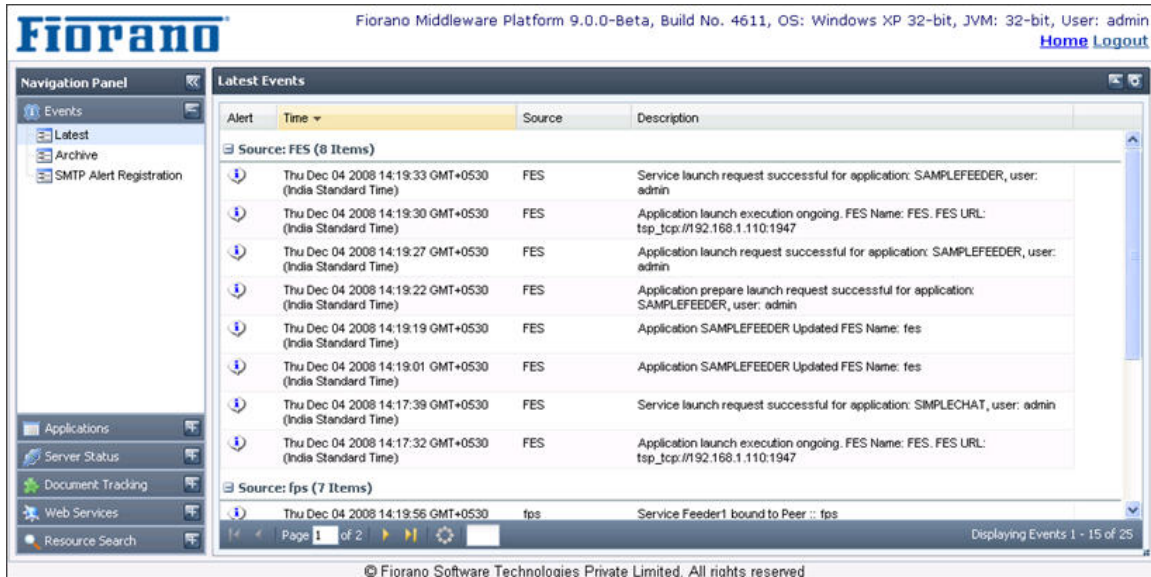 Fiorano
Fiorano Middleware Platform 9.0.0-Beta, Build No. 4611, OS: Windows XP 32-bit, JVM: 32-bit, User: admin
Home Logout
Navigation Panel
Events
Latest
Archive
SMTP Alert Registration
Applications
Server Status
Document Tracking
Web Services
Resource Search
Latest Events
Alert Time Source Description
Source: FES (8 Items)
Thu Dec 04 2008 14:19:33 GMT+0530 FES Service launch request successful for application: SAMPLEFEEDER, user:
(India Standard Time) admin
Thu Dec 04 2008 14:19:30 GMT+0530 FES Application launch execution ongoing. FES Name: FES. FES URL:
(India Standard Time) tsp_tcp://192.168.1.110:1947
Thu Dec 04 2008 14:19:27 GMT+0530 FES Application launch request successful for application: SAMPLEFEEDER, user:
(India Standard Time) admin
Thu Dec 04 2008 14:19:22 GMT+0530 FES Application prepare launch request successful for application:
(India Standard Time) SAMPLEFEEDER, user: admin
Thu Dec 04 2008 14:19:19 GMT+0530 FES Application SAMPLEFEEDER Updated FES Name: fes
(India Standard Time)
Thu Dec 04 2008 14:19:01 GMT+0530 FES Application SAMPLEFEEDER Updated FES Name: fes
(India Standard Time)
Thu Dec 04 2008 14:17:39 GMT+0530 FES Service launch request successful for application: SIMPLECHAT, user: admin
(India Standard Time)
Thu Dec 04 2008 14:17:32 GMT+0530 FES Application launch execution ongoing. FES Name: FES. FES URL:
(India Standard Time) tsp_tcp://192.168.1.110:1947
Source: fps (7 Items)
Thu Dec 04 2008 14:19:56 GMT+0530 fps Service Feeder1 bound to Peer :: fps
Page 1 of 2 Displaying Events 1 - 15 of 25
© Fiorano Software Technologies Private Limited. All rights reserved